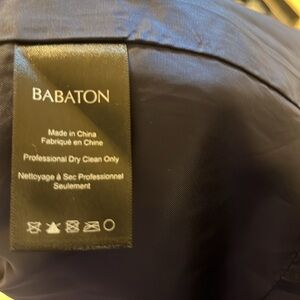 BABATON
Made in China
Fabriqué en Chine
Professional Dry Clean Only
Nettoyage à Sec Professionnel
Seulement